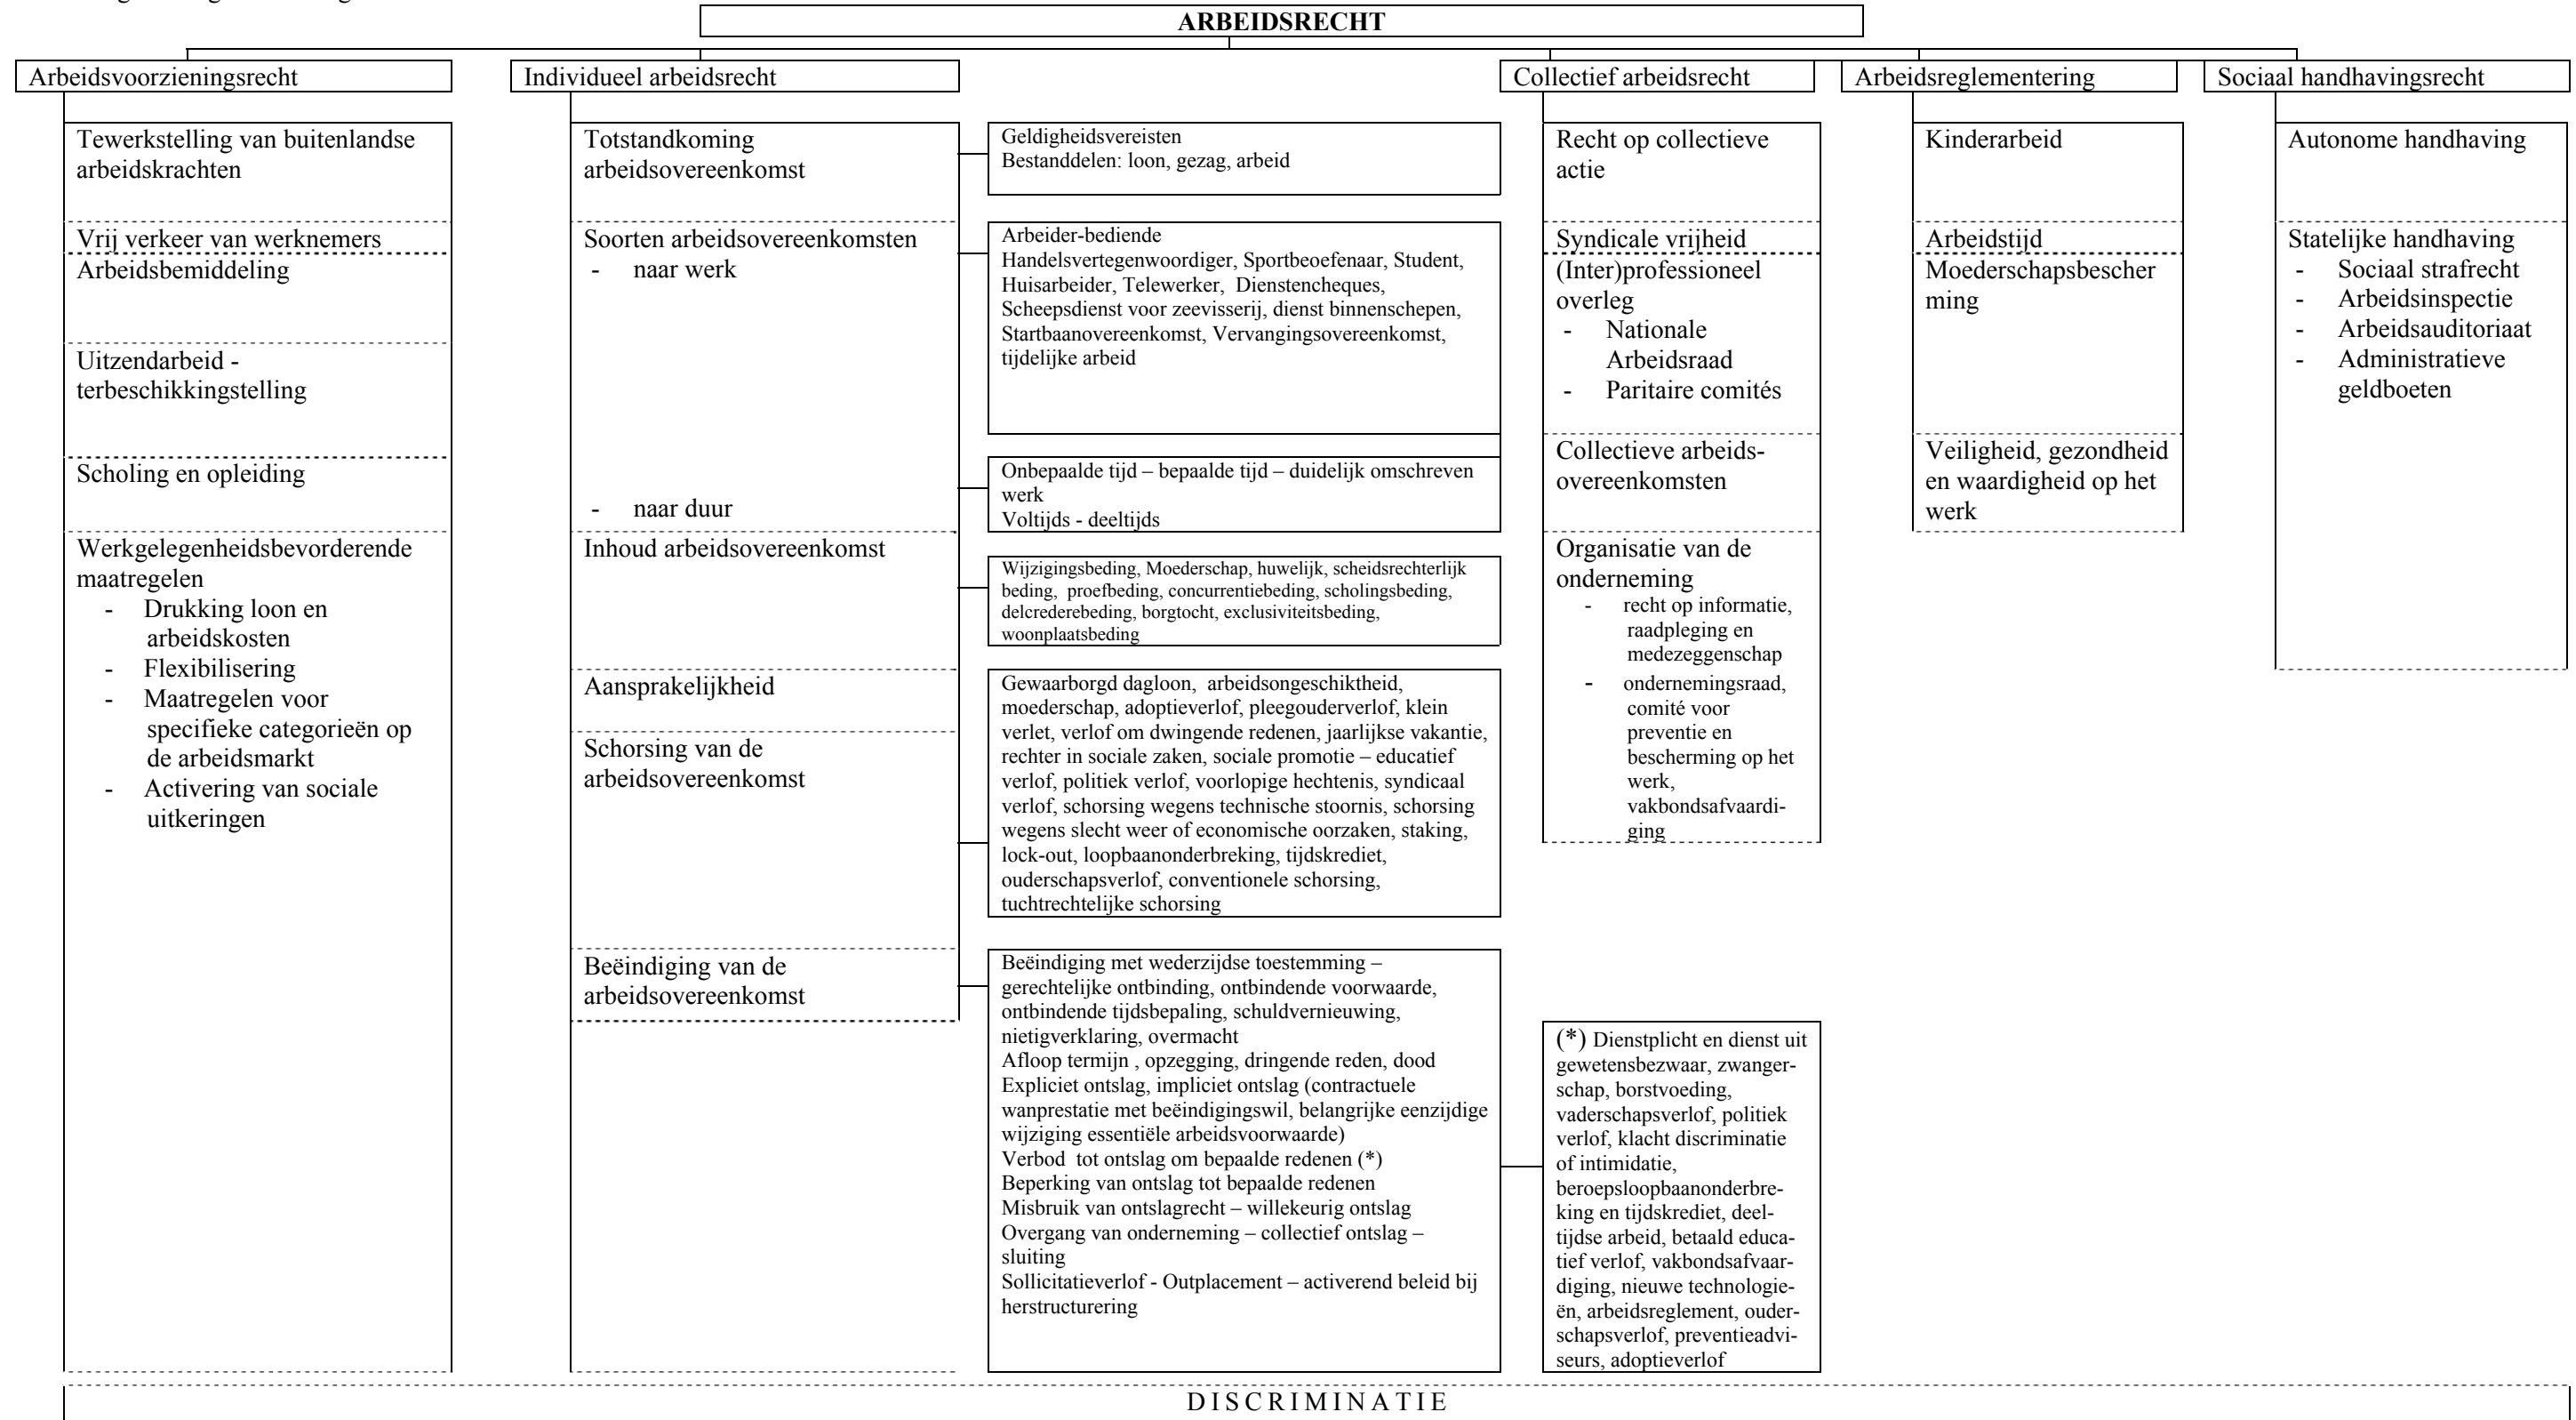 ARBEIDSRECHT
Arbeidsvoorzieningsrecht
Individueel arbeidsrecht
Collectief arbeidsrecht
Arbeidsreglementering
Sociaal handhavingsrecht
Tewerkstelling van buitenlandse
arbeidskrachten
Vrij verkeer van werknemers
Arbeidsbemiddeling
Uitzendarbeid -
terbeschikkingstelling
Scholing en opleiding
Werkgelegenheidsbevorderende
maatregelen
- Drukking loon en
arbeidskosten
- Flexibilisering
- Maatregelen voor
specifieke categorieën op
de arbeidsmarkt
- Activering van sociale
uitkeringen
Totstandkoming
arbeidsovereenkomst
Soorten arbeidsovereenkomsten
- naar werk
- naar duur
Inhoud arbeidsovereenkomst
Aansprakelijkheid
Schorsing van de
arbeidsovereenkomst
Beëindiging van de
arbeidsovereenkomst
Geldigheidsvereisten
Bestanddelen: loon, gezag, arbeid
Arbeider-bediende
Handelsvertegenwoordiger, Sportbeoefenaar, Student,
Huisarbeider, Telewerker, Dienstencheques,
Scheepsdienst voor zeevisserij, dienst binnenschepen,
Startbaanovereenkomst, Vervangingsovereenkomst,
tijdelijke arbeid
Onbepaalde tijd – bepaalde tijd – duidelijk omschreven
werk
Voltijds - deeltijds
Wijzigingsbeding, Moederschap, huwelijk, scheidsrechterlijk
beding, proefbeding, concurrentiebeding, scholingsbeding,
delcrederebeding, borgtocht, exclusiviteitsbeding,
woonplaatsbeding
Gewaarborgd dagloon, arbeidsongeschiktheid,
moederschap, adoptieverlof, pleegouderverlof, klein
verlet, verlof om dwingende redenen, jaarlijkse vakantie,
rechter in sociale zaken, sociale promotie – educatief
verlof, politiek verlof, voorlopige hechtenis, syndicaal
verlof, schorsing wegens technische stoornis, schorsing
wegens slecht weer of economische oorzaken, staking,
lock-out, loopbaanonderbreking, tijdskrediet,
ouderschapsverlof, conventionele schorsing,
tuchtrechtelijke schorsing
Beëindiging met wederzijdse toestemming –
gerechtelijke ontbinding, ontbindende voorwaarde,
ontbindende tijdsbepaling, schuldvernieuwing,
nietigverklaring, overmacht
Afloop termijn , opzegging, dringende reden, dood
Expliciet ontslag, impliciet ontslag (contractuele
wanprestatie met beëindigingswil, belangrijke eenzijdige
wijziging essentiële arbeidsvoorwaarde)
Verbod tot ontslag om bepaalde redenen (*)
Beperking van ontslag tot bepaalde redenen
Misbruik van ontslagrecht – willekeurig ontslag
Overgang van onderneming – collectief ontslag –
sluiting
Sollicitatieverlof - Outplacement – activerend beleid bij
herstructurering
Recht op collectieve
actie
Syndicale vrijheid
(Inter)professioneel
overleg
- Nationale
Arbeidsraad
- Paritaire comités
Collectieve arbeids-
overeenkomsten
Organisatie van de
onderneming
- recht op informatie,
raadpleging en
medezeggenschap
- ondernemingsraad,
comité voor
preventie en
bescherming op het
werk,
vakbondsafvaardi-
ging
(*) Dienstplicht en dienst uit
gewetensbezwaar, zwanger-
schap, borstvoeding,
vaderschapsverlof, politiek
verlof, klacht discriminatie
of intimidatie,
beroepsloopbaanonderbre-
king en tijdskrediet, deel-
tijdse arbeid, betaald educa-
tief verlof, vakbondsafvaar-
diging, nieuwe technologie-
ën, arbeidsreglement, ouder-
schapsverlof, preventieadvi-
seurs, adoptieverlof
Kinderarbeid
Arbeidstijd
Moederschapsbescher
ming
Veiligheid, gezondheid
en waardigheid op het
werk
Autonome handhaving
Statelijke handhaving
- Sociaal strafrecht
- Arbeidsinspectie
- Arbeidsauditoriaat
- Administratieve
geldboeten
DISCRIMINATIE